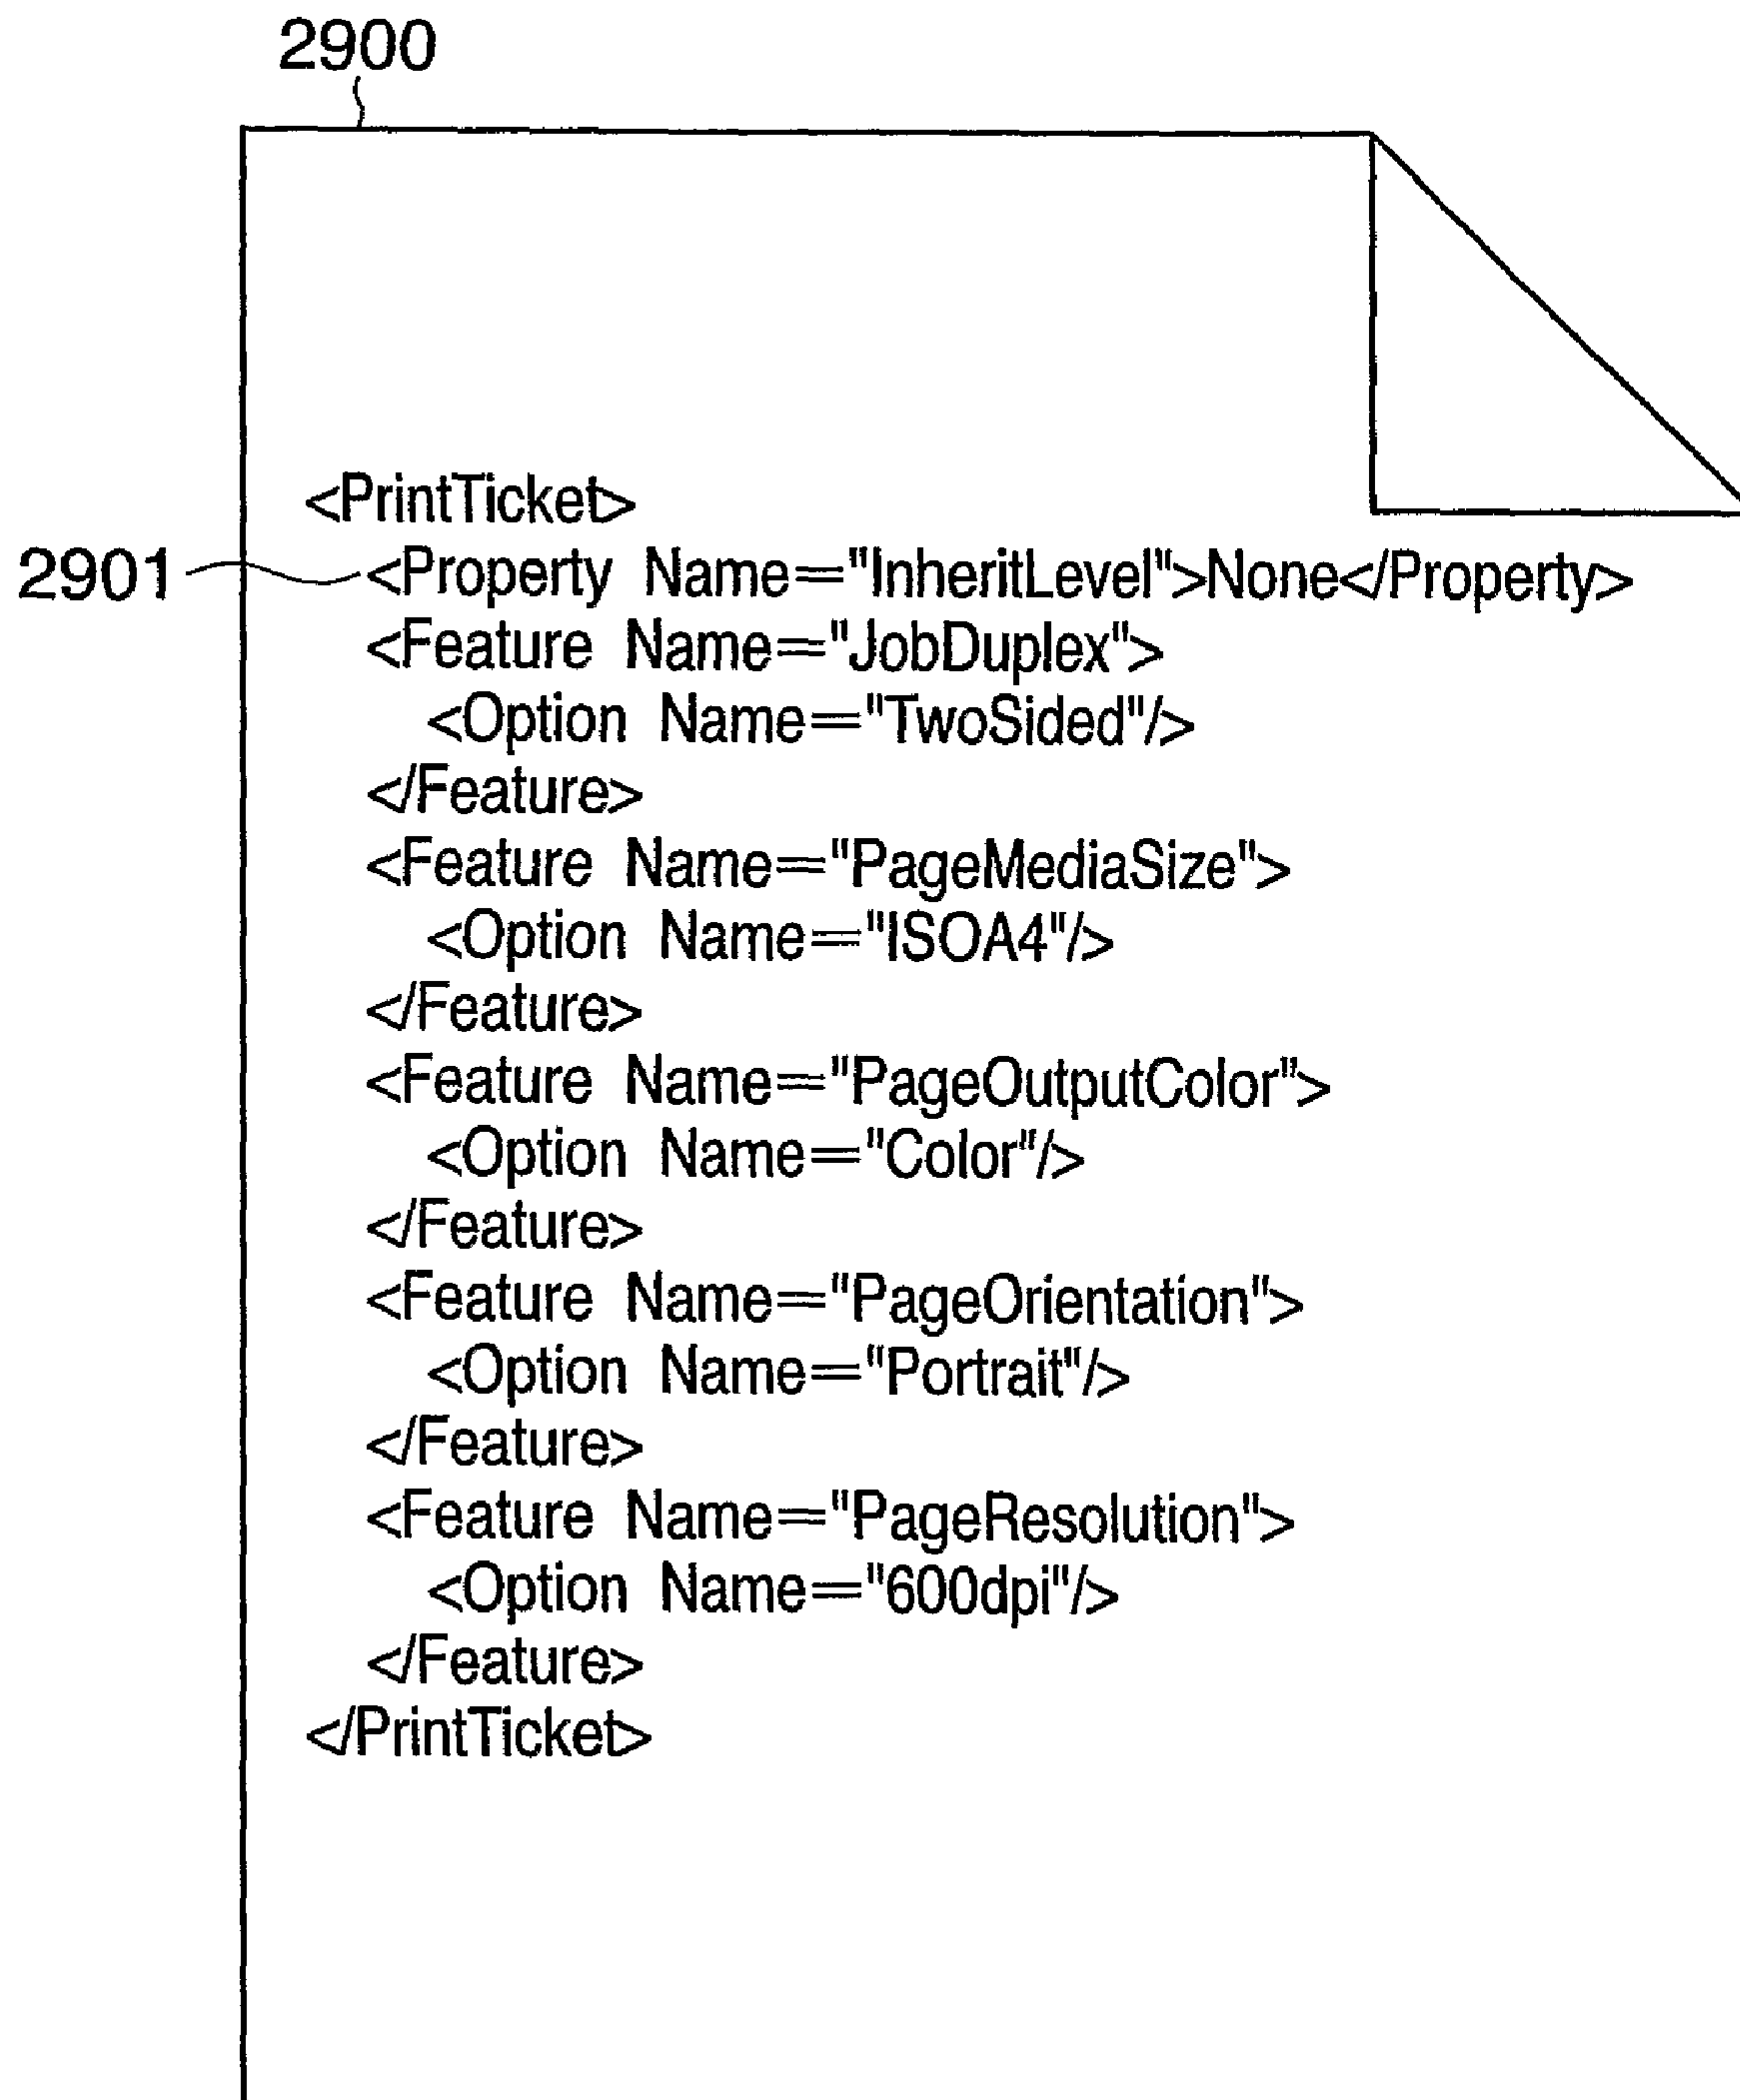 2900
<PrintTicket>
2901 <Property Name="InheritLevel">None</Property>
<Feature Name="JobDuplex">
<Option Name="TwoSided"/>
</Feature>
<Feature Name="PageMediaSize">
<Option Name="ISOA4"/>
</Feature>
<Feature Name="PageOutputColor">
<Option Name="Color"/>
</Feature>
<Feature Name="PageOrientation">
<Option Name="Portrait"/>
</Feature>
<Feature Name="PageResolution">
<Option Name="600dpi"/>
</Feature>
</PrintTicket>